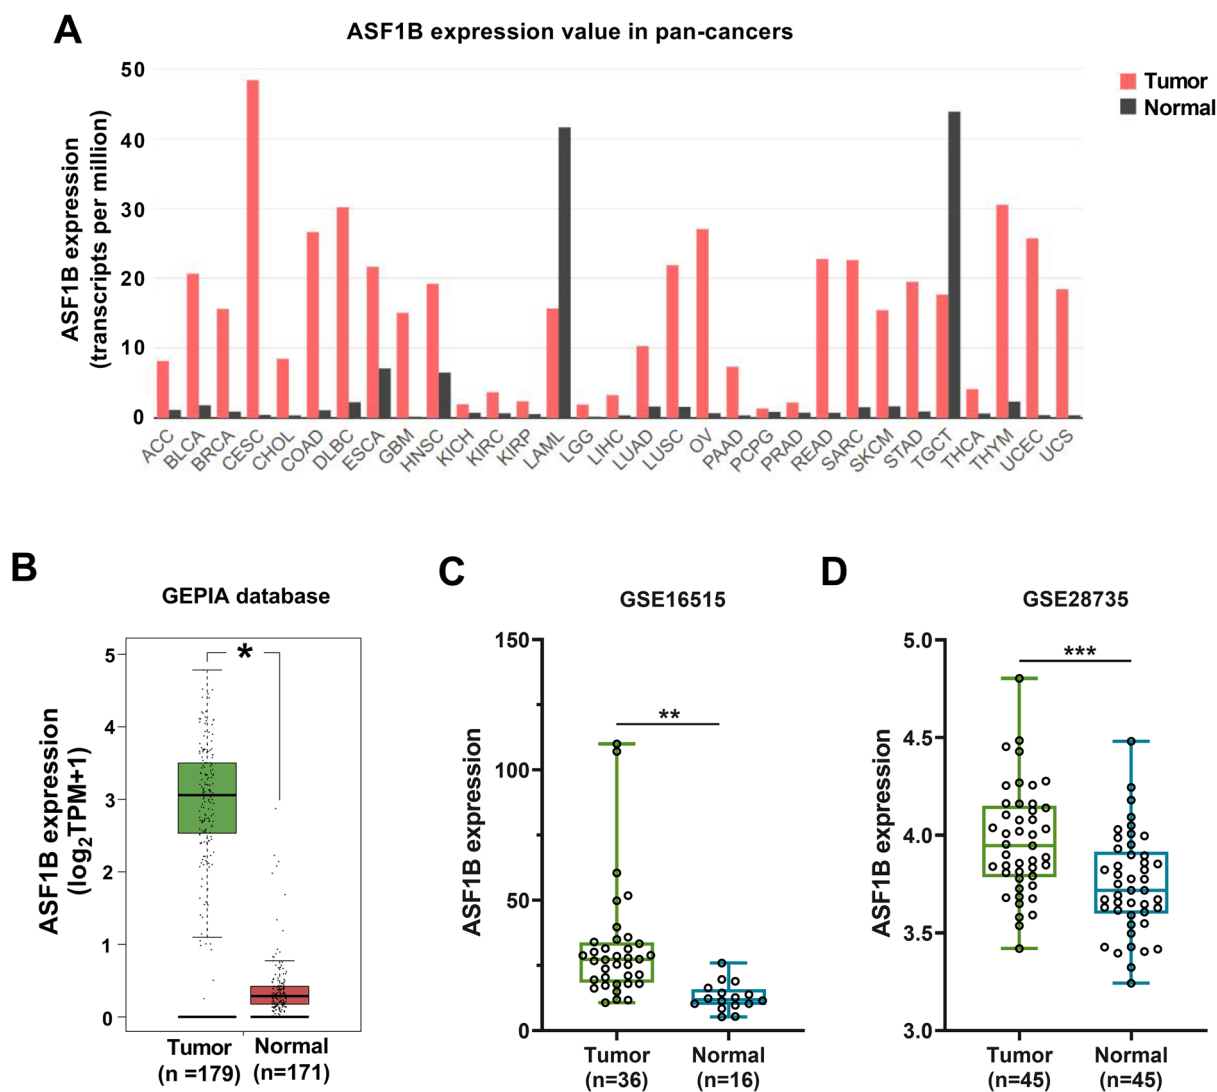 A
ASF1B expression value in pan-cancers
ASF1B expression
(transcripts per million)
50
40
30
20
10
0
Tumor
Normal
ACC BLCA BRCA CESC CHOL COAD DLBC ESCA GBM HNSC KICH KIRC KIRP LAML LGG LIHC LUAD LUSC OV PAAD PCPG PRAD READ SARC SKCM STAD TGCT THCA THYM UCEC UCS
B
GEPIA database
ASF1B expression
(log2TPM+1)
5
4
3
2
1
0
*
Tumor Normal
(n =179) (n=171)
C
GSE16515
ASF1B expression
150
100
50
0
**
Tumor Normal
(n=36) (n=16)
D
GSE28735
ASF1B expression
5.0
4.5
4.0
3.5
3.0
***
Tumor Normal
(n=45) (n=45)